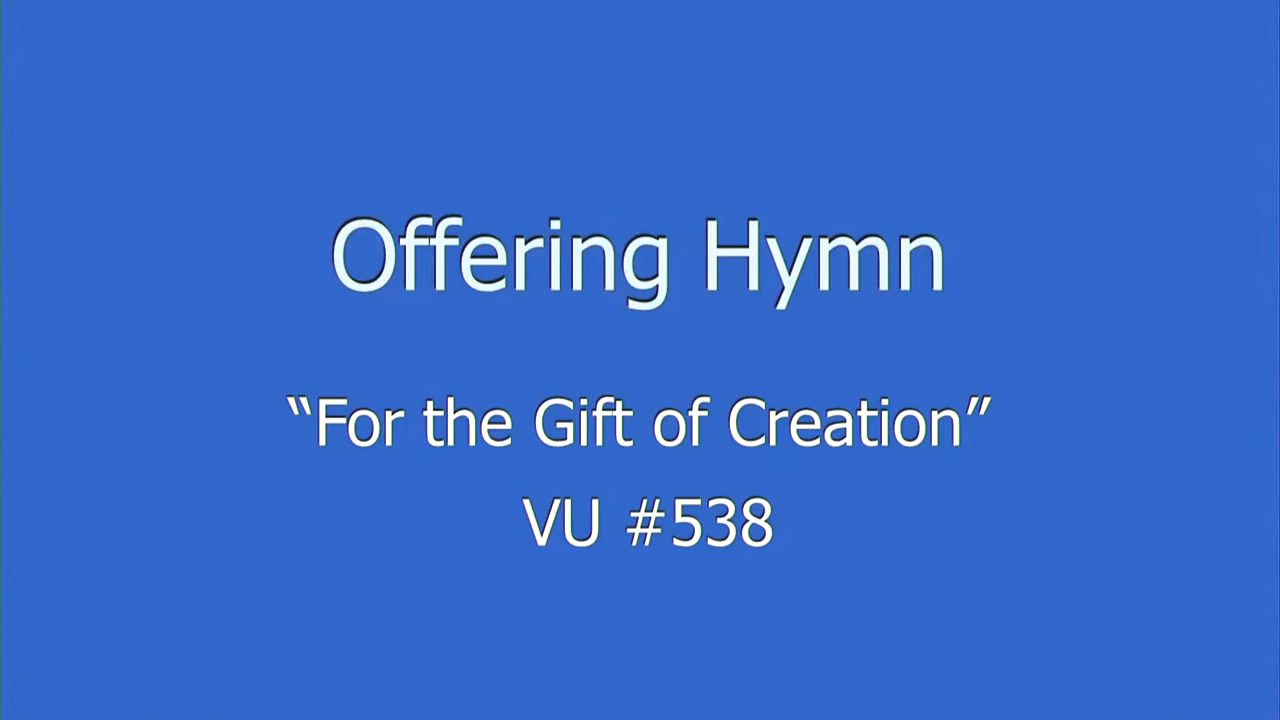 Offering Hymn
“For the Gift of Creation”
VU #538